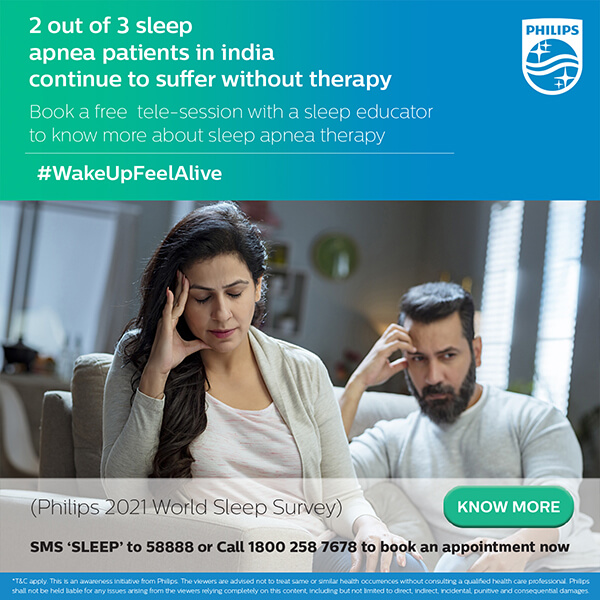 2 out of 3 sleep
apnea patients in india
continue to suffer without therapy
PHILIPS
Book a free tele-session with a sleep educator
to know more about sleep apnea therapy
#WakeUpFeelAlive
(Philips 2021 World Sleep Survey)
KNOW MORE
SMS ‘SLEEP’ to 58888 or Call 1800 258 7678 to book an appointment now
*T&C apply. This is an awareness initiative from Philips. The viewers are advised not to treat same or similar health occurences without consulting a qualified health care professional. Philips
shall not be held liable for any issues arising from the viewers relying completely on this content, including but not limited to direct, indirect, incidental, punitive and consequential damages.